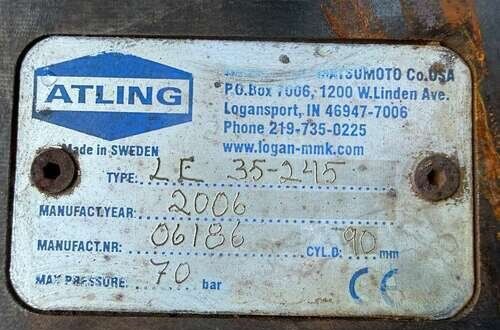 ATLING
Made in SWEDEN
MATSUMOTO Co.USA
P.O.Box 7006, 1200 W.Linden Ave.
Logansport, IN 46947-7006
Phone 219-735-0225
www.logan-mmk.com
TYPE: LE 35-245
MANUFACT.YEAR: 2006
MANUFACT.NR: 06186 CYL.D: 90 mm
MAX PRESSURE: 70 bar CE